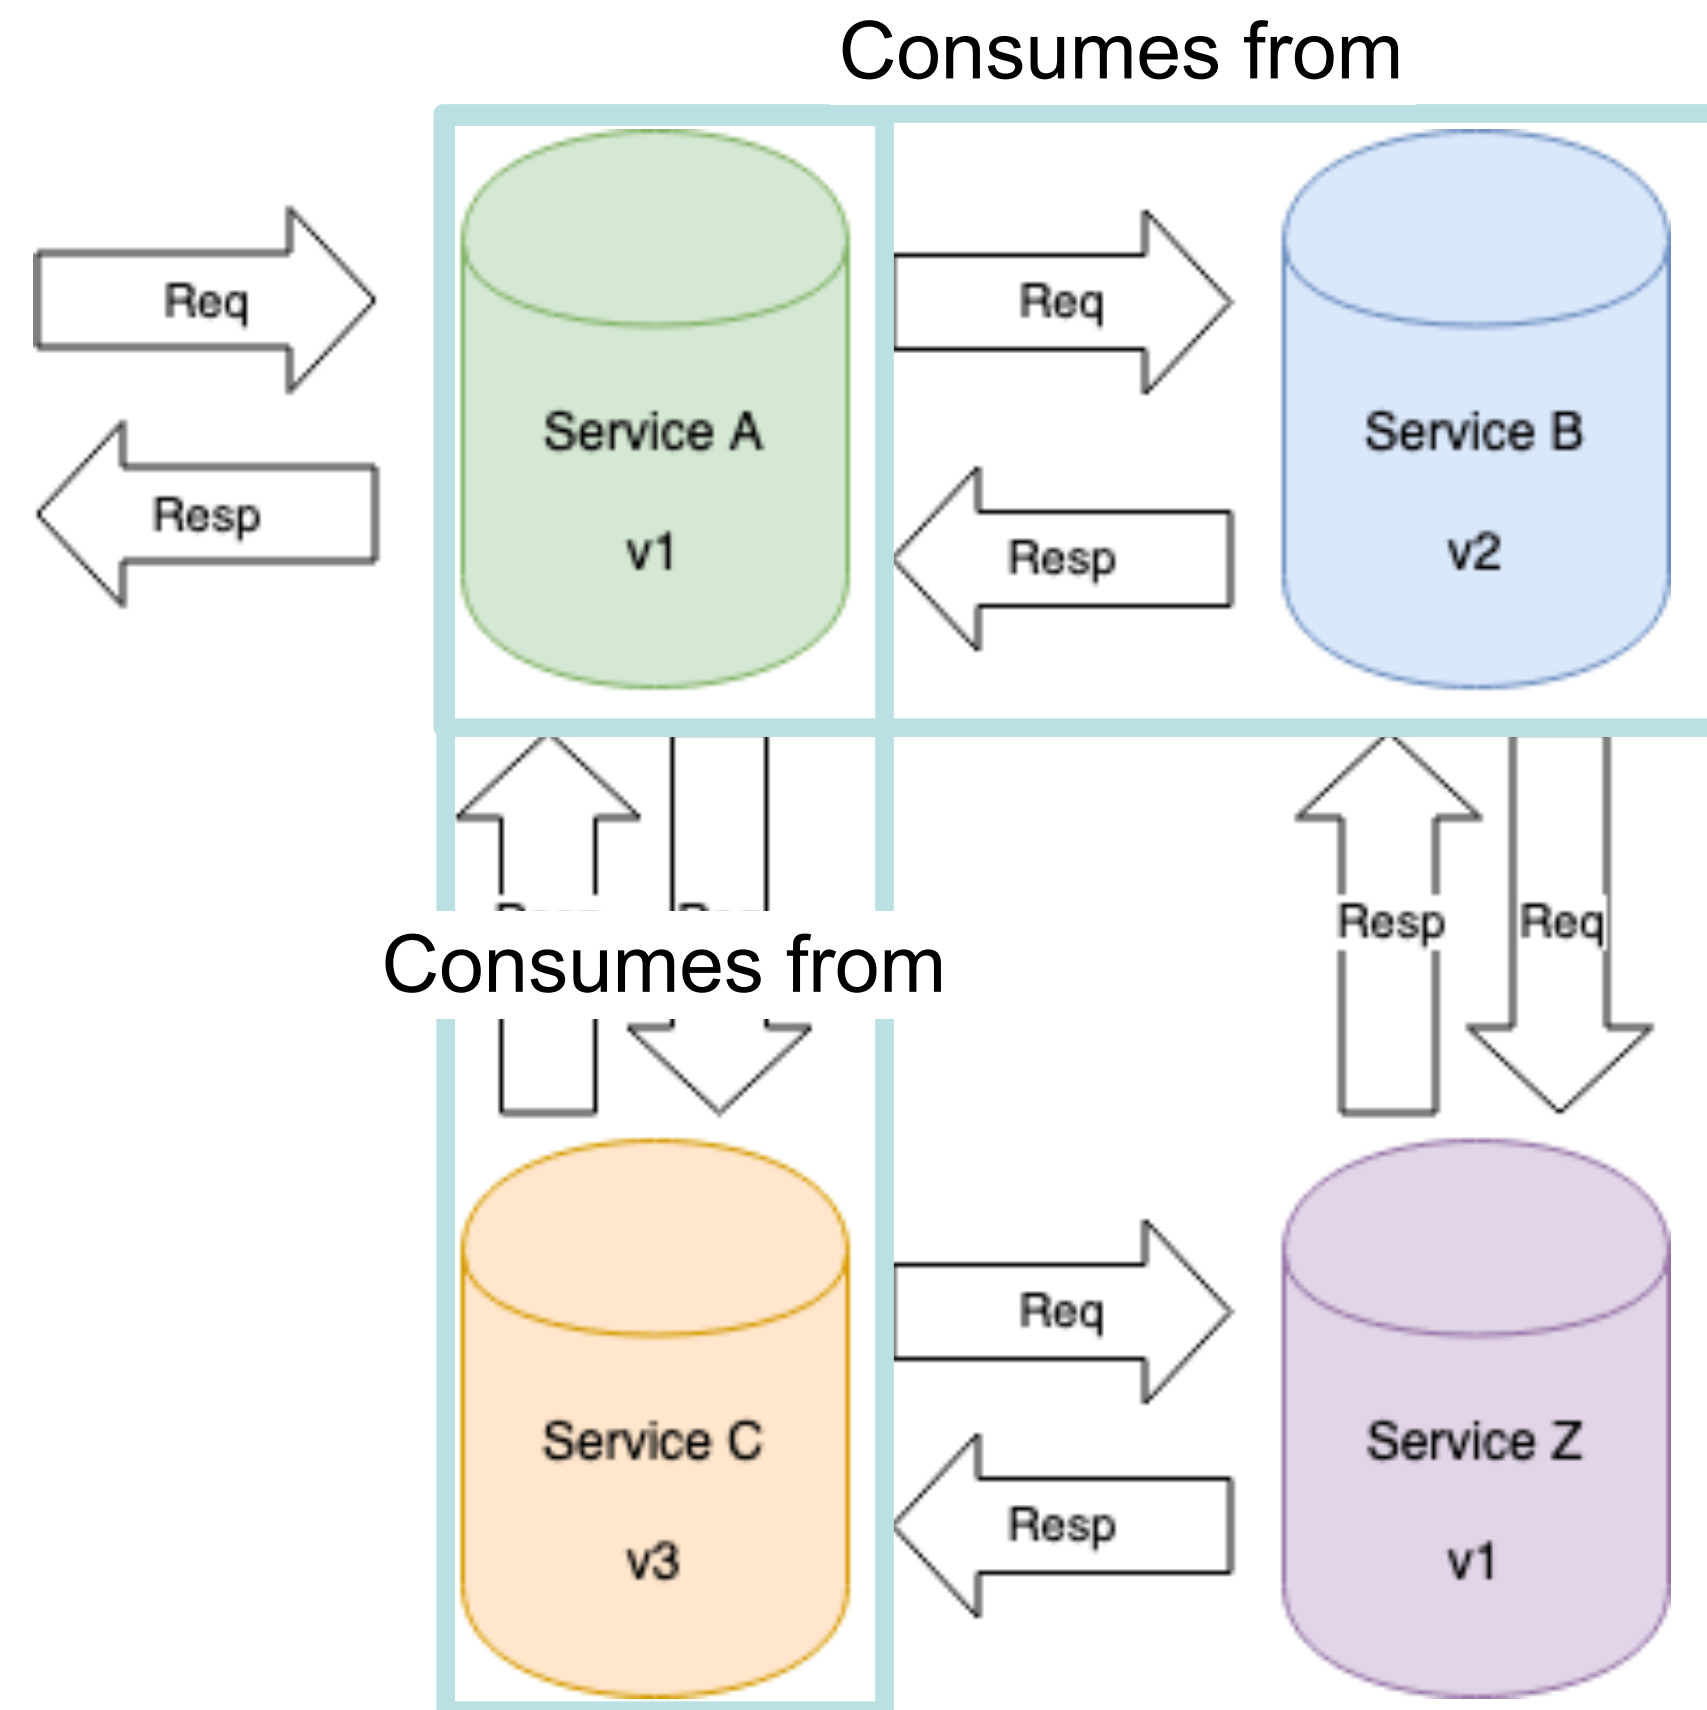 Consumes from
Req
Req
Service A
Service B
Resp
Resp
v1
v2
Resp
Req
Consumes from
Req
Service C
Service Z
Resp
v3
v1